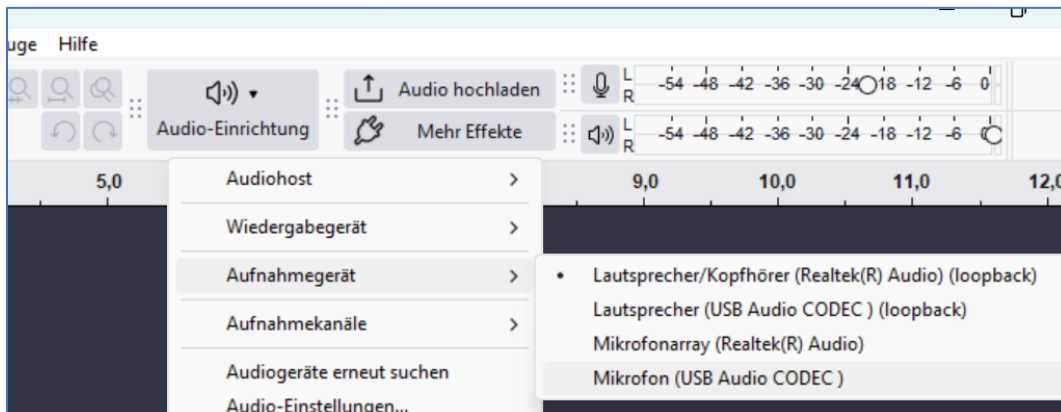 uge Hilfe
Audio hochladen
L
R
-54 -48 -42 -36 -30 -24 18 -12 -6 0
Audio-Einrichtung
Mehr Effekte
L
R
-54 -48 -42 -36 -30 -24 -18 -12 -6
5,0 9,0 10,0 11,0 12,0
Audiohost
Wiedergabegerät
Aufnahmegerät
• Lautsprecher/Kopfhörer (Realtek(R) Audio) (loopback)
Lautsprecher (USB Audio CODEC ) (loopback)
Mikrofonarray (Realtek(R) Audio)
Mikrofon (USB Audio CODEC )
Aufnahmekanäle
Audiogeräte erneut suchen
Audio-Einstellungen...